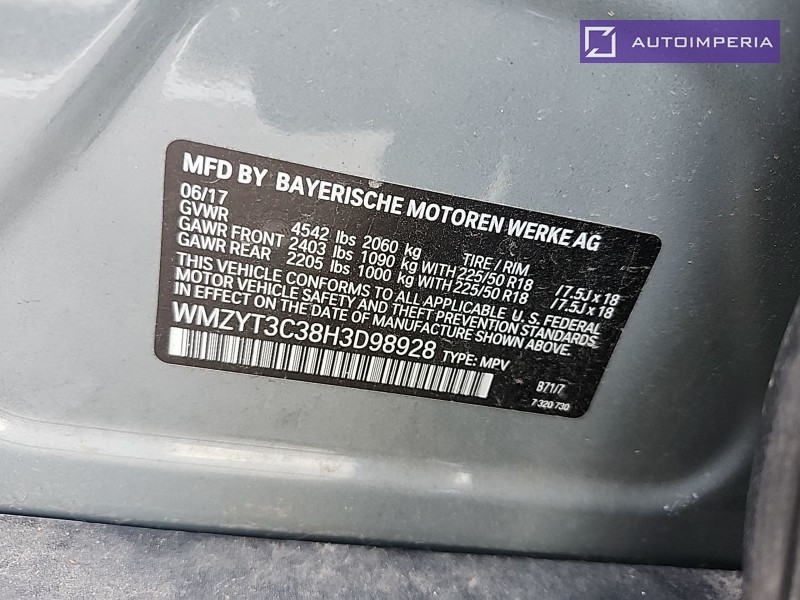 AUTOIMPERIA
MFD BY BAYERISCHE MOTOREN WERKE AG
06/17
GVWR 4542 lbs 2060 kg TIRE / RIM
GAWR FRONT 2403 lbs 1090 kg WITH 225/50 R18 /7.5J x 18
GAWR REAR 2205 lbs 1000 kg WITH 225/50 R18 /7.5J x 18
THIS VEHICLE CONFORMS TO ALL APPLICABLE U. S. FEDERAL
MOTOR VEHICLE SAFETY AND THEFT PREVENTION STANDARDS
IN EFFECT ON THE DATE OF MANUFACTURE SHOWN ABOVE.
WMZYT3C38H3D98928 TYPE: MPV
B71/7
7 320 730